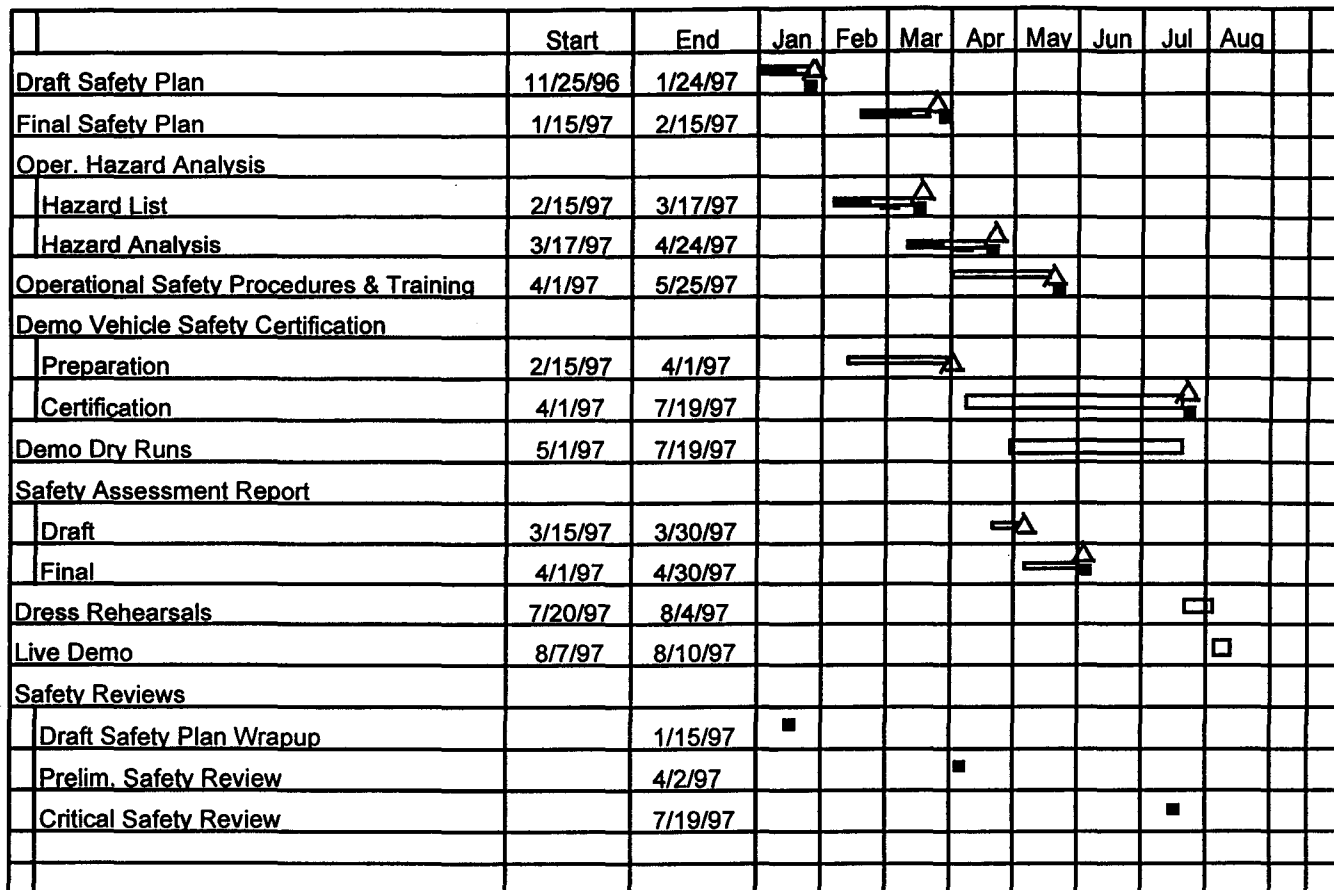 Start End Jan Feb Mar Apr May Jun Jul Aug
Draft Safety Plan 11/25/96 1/24/97
Final Safety Plan 1/15/97 2/15/97
Oper. Hazard Analysis
Hazard List 2/15/97 3/17/97
Hazard Analysis 3/17/97 4/24/97
Operational Safety Procedures & Training 4/1/97 5/25/97
Demo Vehicle Safety Certification
Preparation 2/15/97 4/1/97
Certification 4/1/97 7/19/97
Demo Dry Runs 5/1/97 7/19/97
Safety Assessment Report
Draft 3/15/97 3/30/97
Final 4/1/97 4/30/97
Dress Rehearsals 7/20/97 8/4/97
Live Demo 8/7/97 8/10/97
Safety Reviews
Draft Safety Plan Wrapup 1/15/97
Prelim. Safety Review 4/2/97
Critical Safety Review 7/19/97